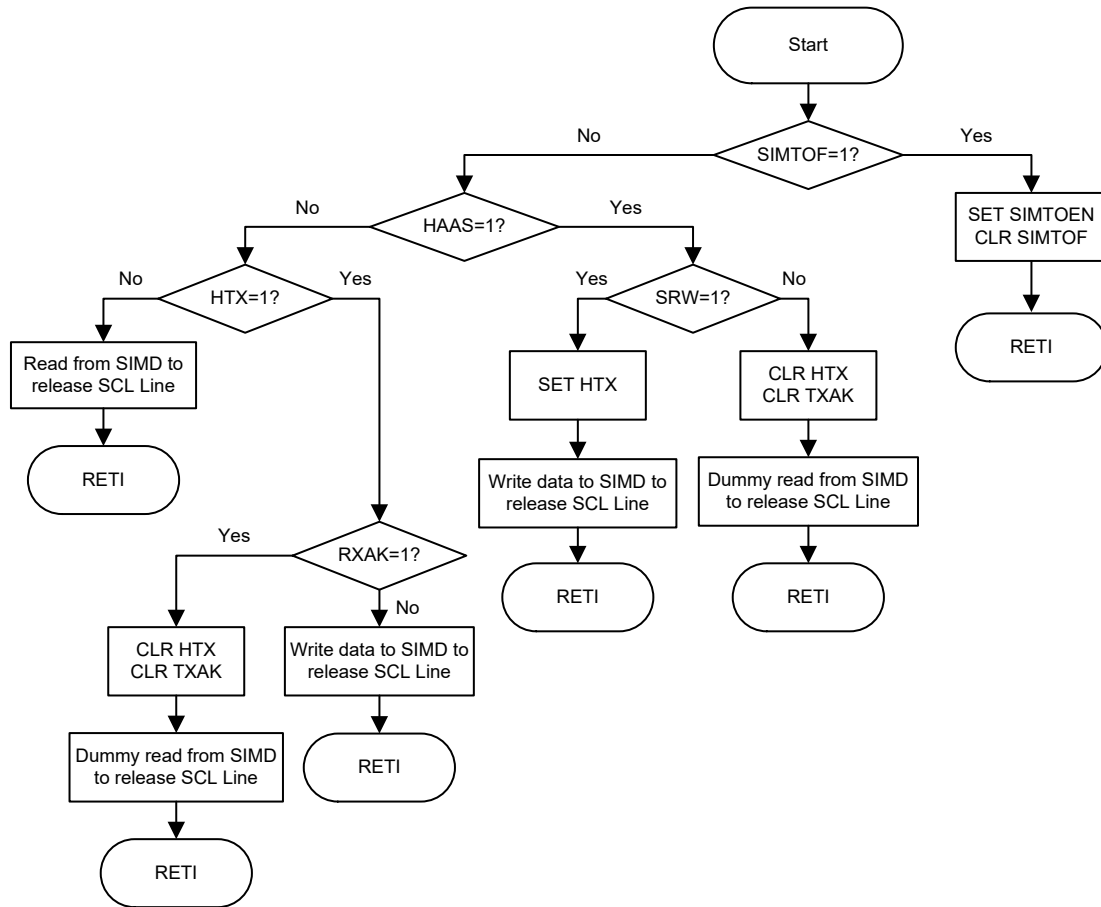 Start
No
SIMTOF=1?
Yes
No
HAAS=1?
Yes
SET SIMTOEN
CLR SIMTOF
No
HTX=1?
Yes
Yes
SRW=1?
No
RETI
Read from SIMD to
release SCL Line
SET HTX
CLR HTX
CLR TXAK
RETI
Write data to SIMD to
release SCL Line
Dummy read from SIMD
to release SCL Line
Yes
RXAK=1?
No
RETI
RETI
CLR HTX
CLR TXAK
Write data to SIMD to
release SCL Line
Dummy read from SIMD
to release SCL Line
RETI
RETI